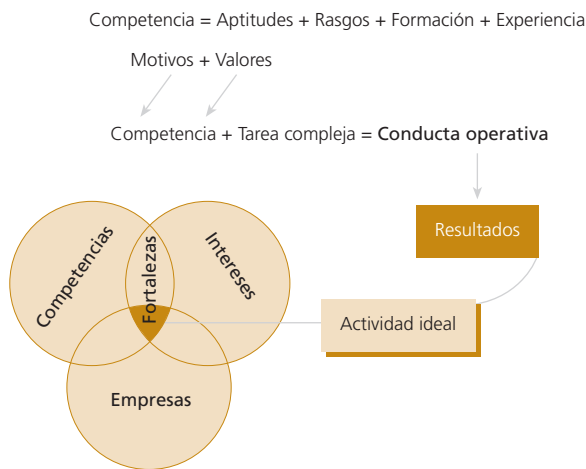 Competencia = Aptitudes + Rasgos + Formación + Experiencia
Motivos + Valores
Competencia + Tarea compleja = Conducta operativa
Resultados
Competencias
Fortalezas
Intereses
Actividad ideal
Empresas